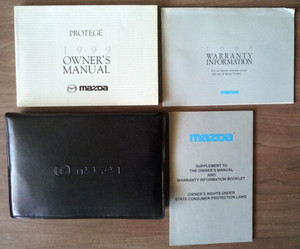 PROTEGÉ
1999
OWNER'S
MANUAL
mazda
WARRANTY
INFORMATION
mazda
mazda
mazda
SUPPLEMENT TO
THE OWNER'S MANUAL
AND
WARRANTY INFORMATION BOOKLET
OWNER'S RIGHTS UNDER
STATE CONSUMER PROTECTION LAWS